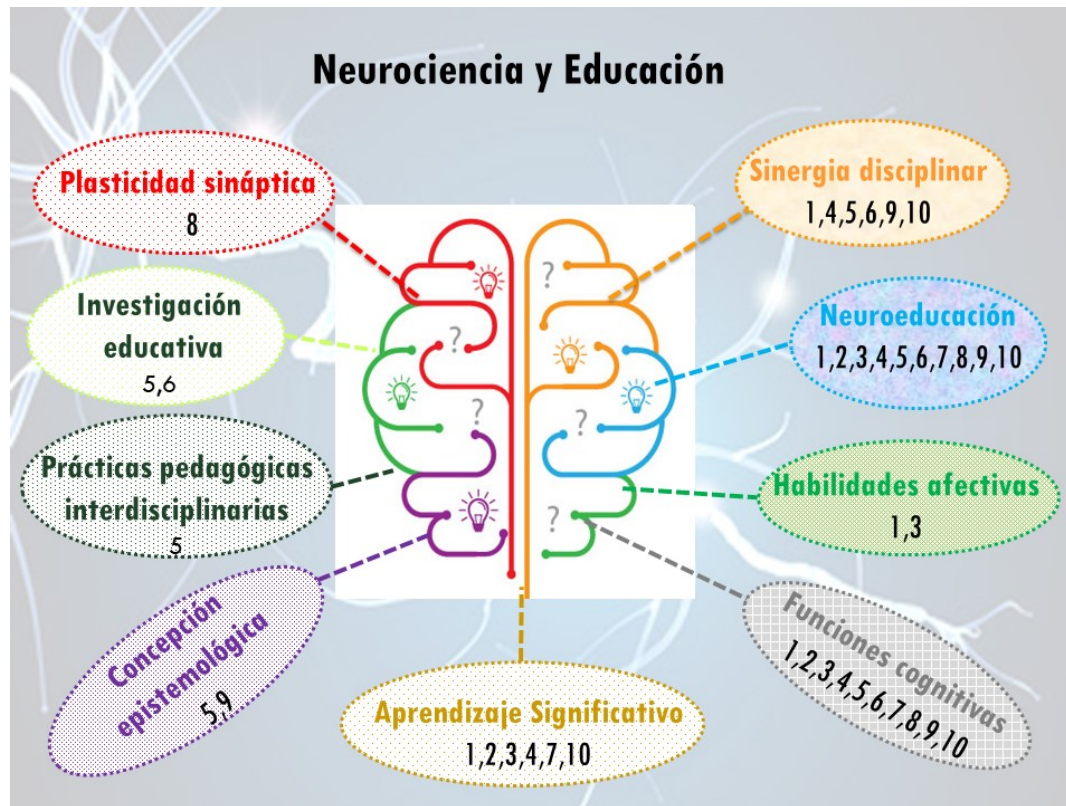 Neurociencia y Educación
Plasticidad sináptica
8
Sinergia disciplinar
1,4,5,6,9,10
Investigación
educativa
5,6
Neuroeducación
1,2,3,4,5,6,7,8,9,10
Prácticas pedagógicas
interdisciplinarias
5
Habilidades afectivas
1,3
Concepción
epistemológica
5,9
Aprendizaje Significativo
1,2,3,4,7,10
Funciones cognitivas
1,2,3,4,5,6,7,8,9,10
?
?
?
?
?